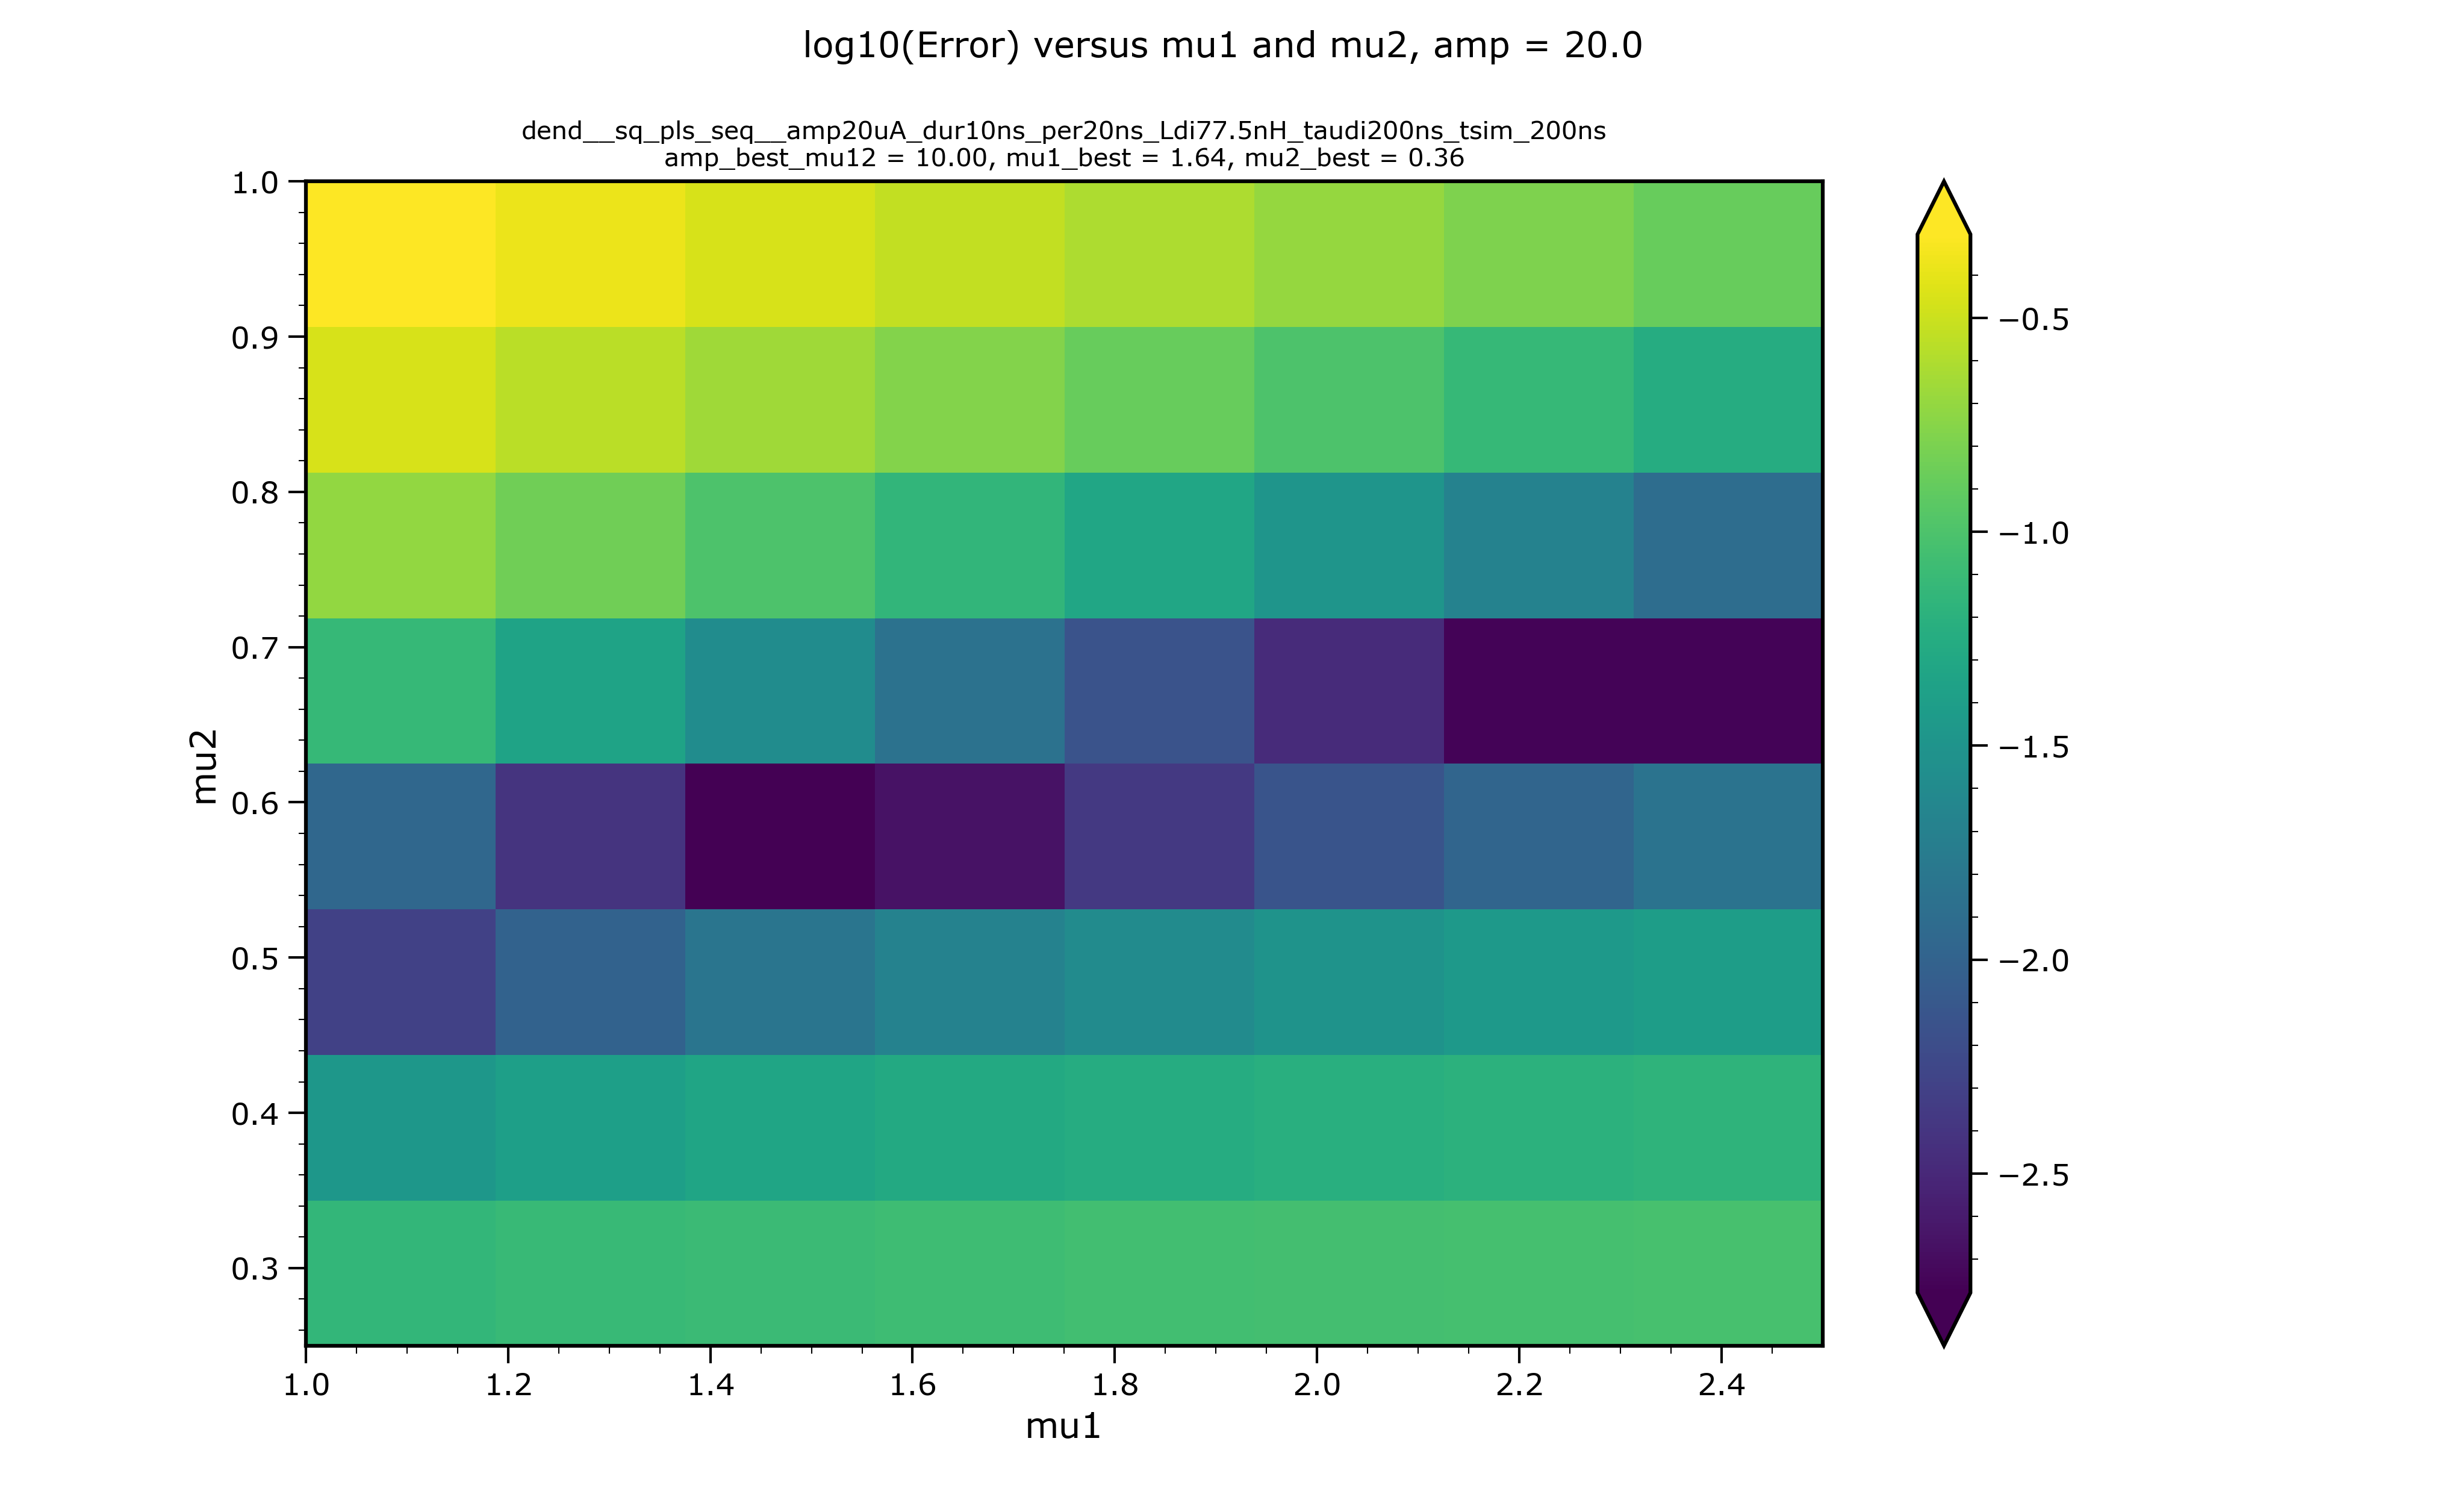 log10(Error) versus mu1 and mu2, amp = 20.0
dend__sq_pls_seq__amp20uA_dur10ns_per20ns_Ldi77.5nH_taudi200ns_tsim_200ns
amp_best_mu12 = 10.00, mu1_best = 1.64, mu2_best = 0.36
1.0
0.9
0.8
0.7
0.6
0.5
0.4
0.3
mu2
1.0 1.2 1.4 1.6 1.8 2.0 2.2 2.4
mu1
−0.5
−1.0
−1.5
−2.0
−2.5